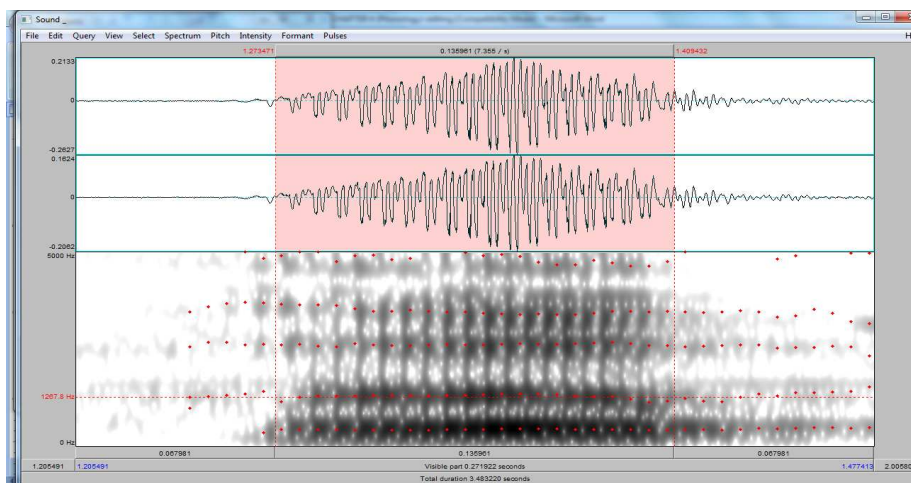 Sound
File Edit Query View Select Spectrum Pitch Intensity Formant Pulses H
1.273471 0.135961 (7.355 / s) 1.409432
0.2133
0
-0.2627
0.1624
0
-0.2062
5000 Hz
1267.8 Hz
0 Hz
0.067981 0.135961 0.067981
1.205491 1.205491 Visible part 0.271922 seconds 1.477413 2.00580
Total duration 3.483220 seconds